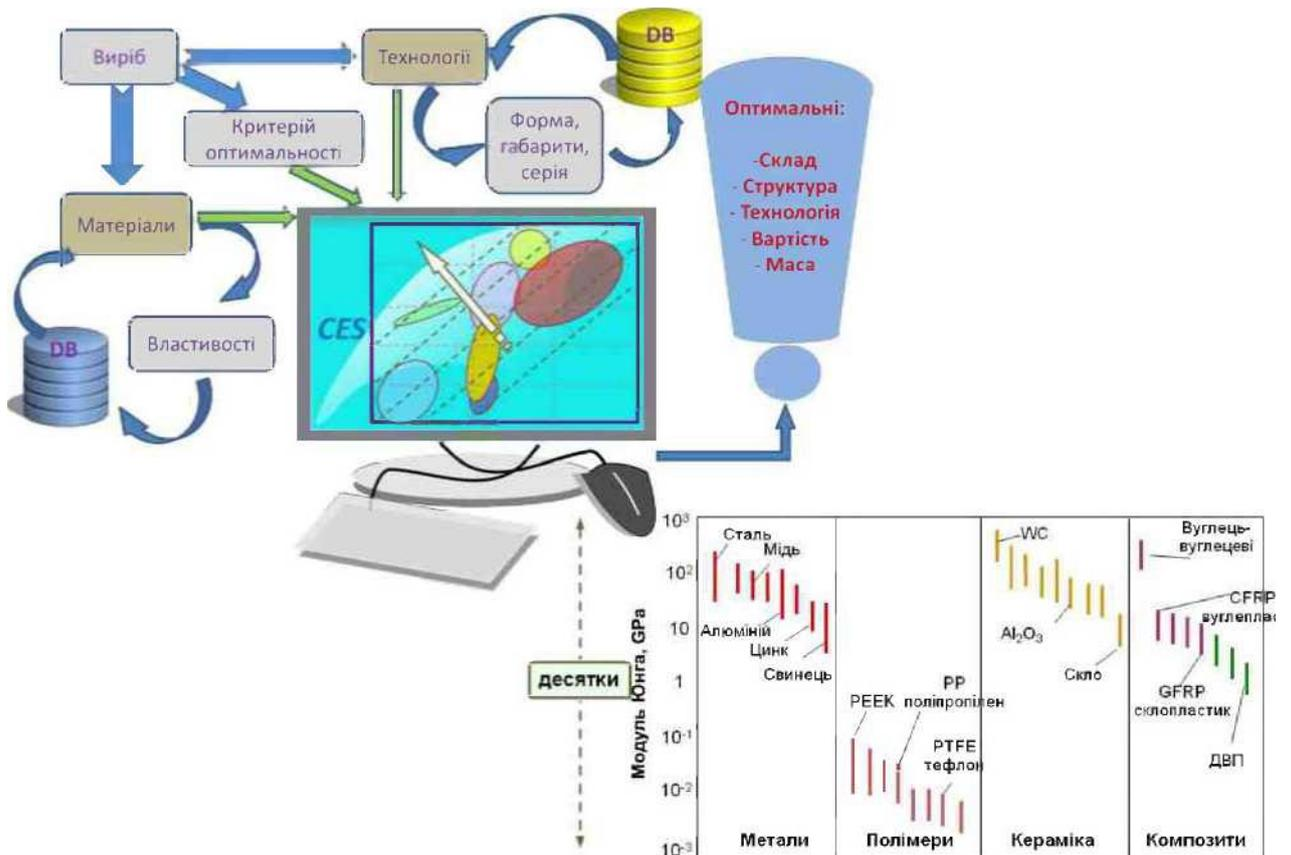 Виріб
Технології
DB
Критерій
оптимальності
Форма,
габарити,
серія
Матеріали
Властивості
DB
CES
Оптимальні:
-Склад
- Структура
- Технологія
- Вартість
- Маса
десятки
Модуль Юнга, GPa
10³
10²
10
1
10⁻¹
10⁻²
10⁻³
Сталь
Мідь
Алюміній
Цинк
Свинець
Метали
PEEK
PP
поліпропілен
PTFE
тефлон
Полімери
WC
Al₂O₃
Скло
Кераміка
Вуглець-
вуглецеві
CFRP
вуглеплас
GFRP
склопластик
ДВП
Композити